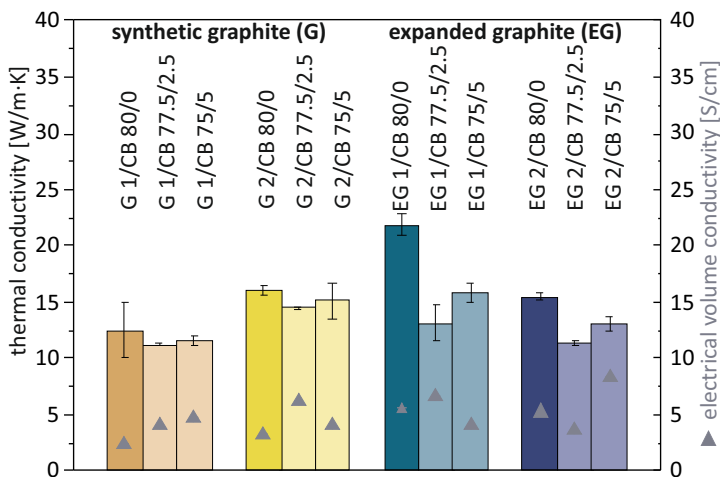 synthetic graphite (G)
expanded graphite (EG)
thermal conductivity [W/m·K]
40
35
30
25
20
15
10
5
0
G 1/CB 80/0
G 1/CB 77.5/2.5
G 1/CB 75/5
G 2/CB 80/0
G 2/CB 77.5/2.5
G 2/CB 75/5
EG 1/CB 80/0
EG 1/CB 77.5/2.5
EG 1/CB 75/5
EG 2/CB 80/0
EG 2/CB 77.5/2.5
EG 2/CB 75/5
40
35
30
25
20
15
10
5
0
▲ electrical volume conductivity [S/cm]